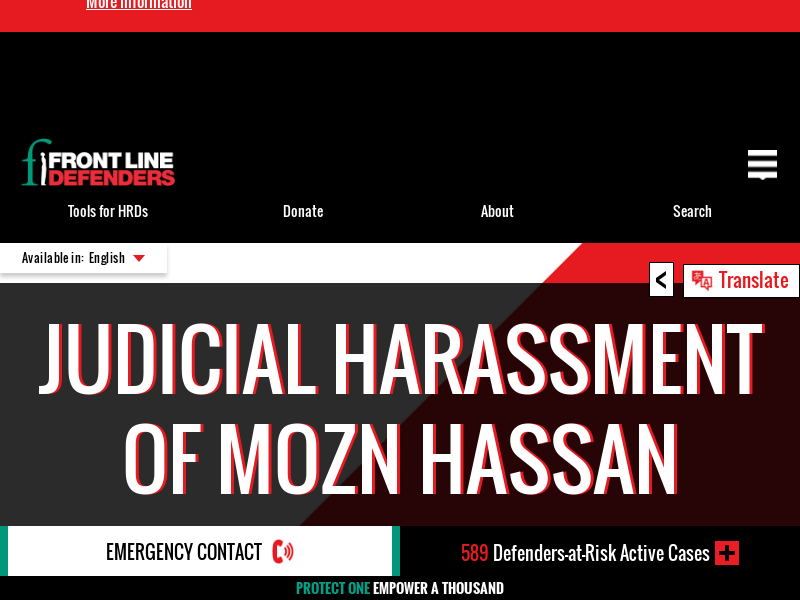 More information
FRONT LINE
DEFENDERS
Tools for HRDs
Donate
About
Search
Available in: English
<
Translate
JUDICIAL HARASSMENT
OF MOZN HASSAN
EMERGENCY CONTACT
589 Defenders-at-Risk Active Cases
PROTECT ONE EMPOWER A THOUSAND